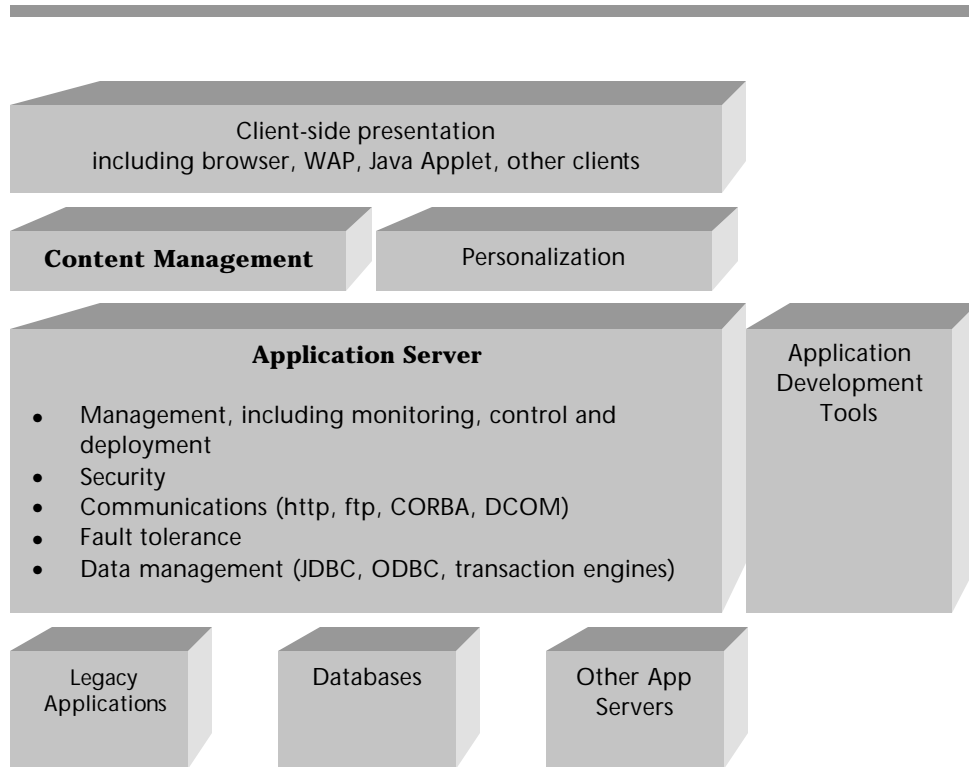 Client-side presentation
including browser, WAP, Java Applet, other clients
Content Management
Personalization
Application Server
• Management, including monitoring, control and
deployment
• Security
• Communications (http, ftp, CORBA, DCOM)
• Fault tolerance
• Data management (JDBC, ODBC, transaction engines)
Application
Development
Tools
Legacy
Applications
Databases
Other App
Servers